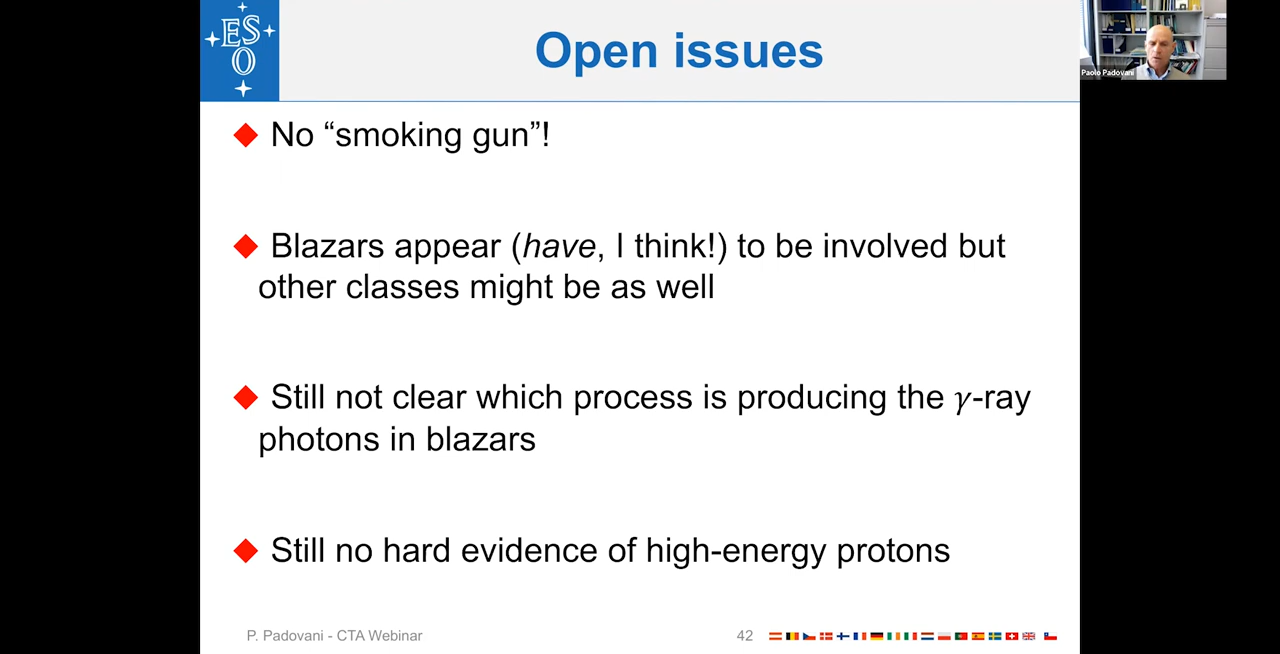 ESO
Open issues
Paolo Padovani
No “smoking gun”!
Blazars appear (have, I think!) to be involved but
other classes might be as well
Still not clear which process is producing the γ-ray
photons in blazars
Still no hard evidence of high-energy protons
P. Padovani - CTA Webinar
42